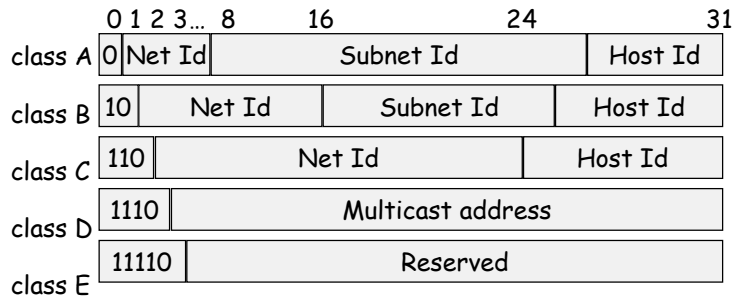 0 1 2 3… 8 16 24 31
class A 0 Net Id Subnet Id Host Id
class B 10 Net Id Subnet Id Host Id
class C 110 Net Id Host Id
class D 1110 Multicast address
class E 11110 Reserved